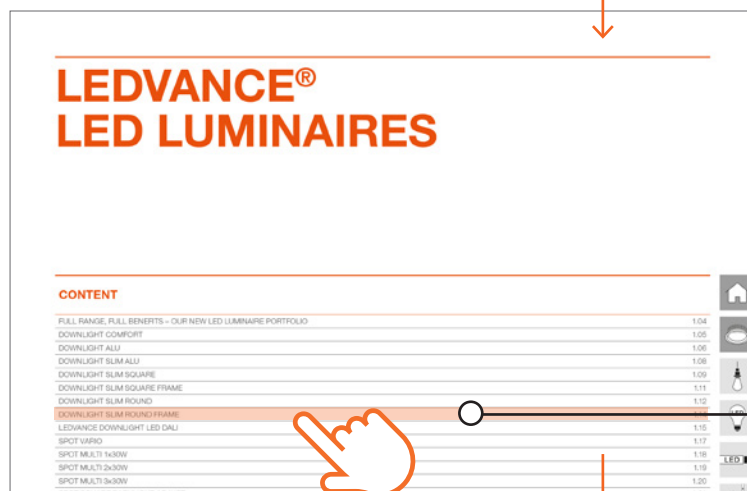 LEDVANCE®
LED LUMINAIRES
CONTENT
FULL RANGE, FULL BENEFITS – OUR NEW LED LUMINAIRE PORTFOLIO 1.04
DOWNLIGHT COMFORT 1.05
DOWNLIGHT ALU 1.06
DOWNLIGHT SLIM ALU 1.08
DOWNLIGHT SLIM SQUARE 1.09
DOWNLIGHT SLIM SQUARE FRAME 1.11
DOWNLIGHT SLIM ROUND 1.12
DOWNLIGHT SLIM ROUND FRAME
LEDVANCE DOWNLIGHT LED DALI 1.15
SPOT VARIO 1.17
SPOT MULTI 1x30W 1.18
SPOT MULTI 2x30W 1.19
SPOT MULTI 3x30W 1.20
LED
LED